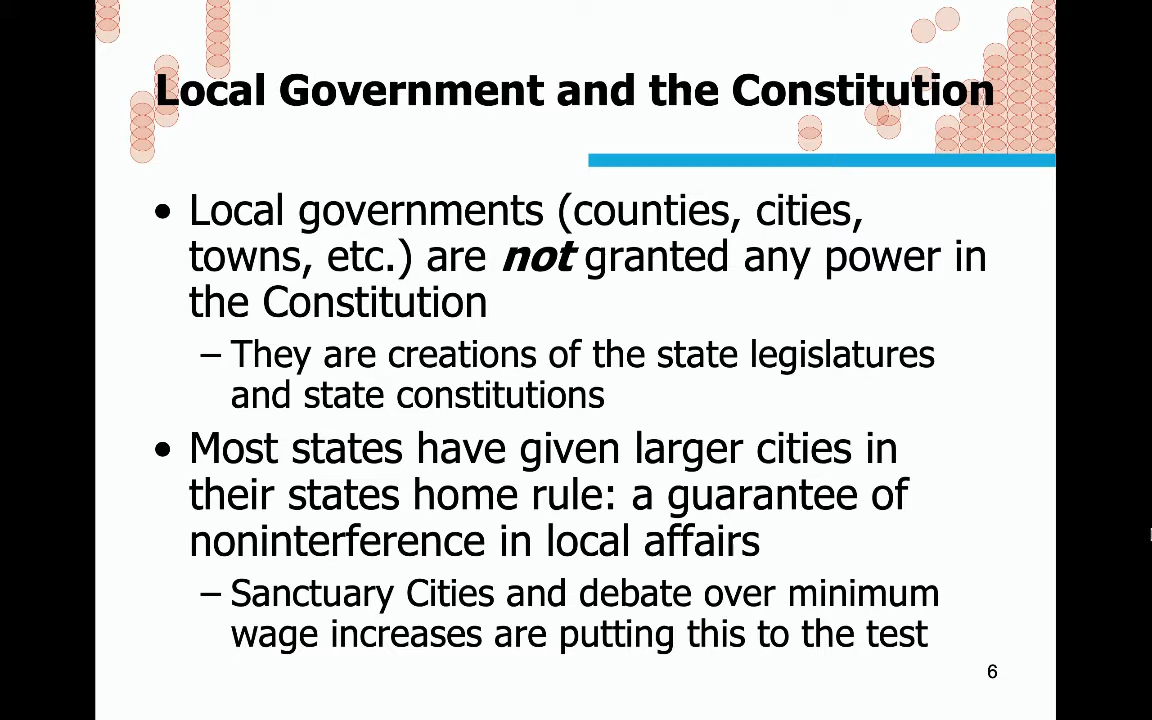 Local Government and the Constitution
• Local governments (counties, cities,
towns, etc.) are not granted any power in
the Constitution
– They are creations of the state legislatures
and state constitutions
• Most states have given larger cities in
their states home rule: a guarantee of
noninterference in local affairs
– Sanctuary Cities and debate over minimum
wage increases are putting this to the test
6